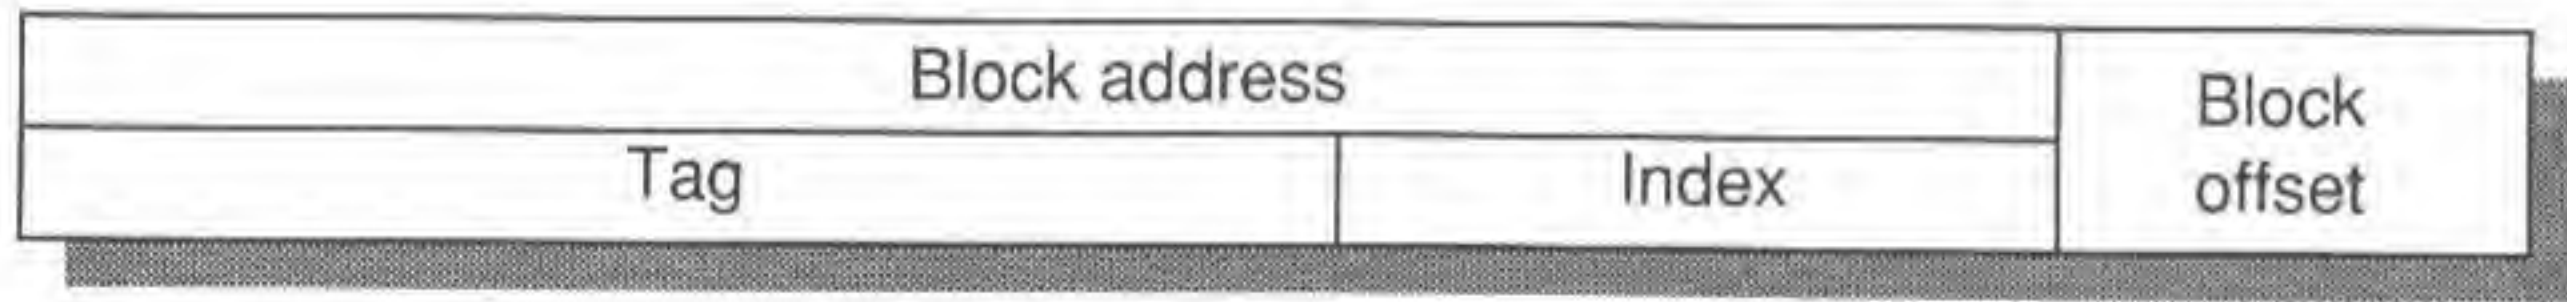 Block address
Tag
Index
Block
offset